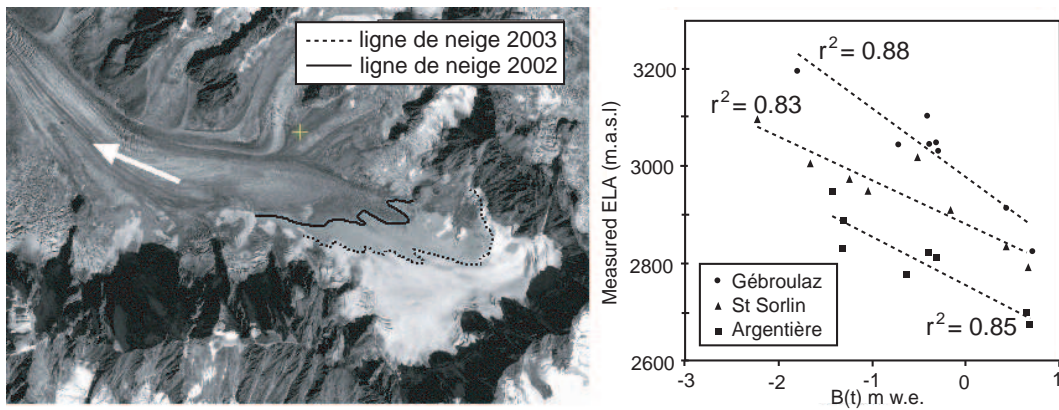 ligne de neige 2003
ligne de neige 2002
Measured ELA (m.a.s.l)
3200
3000
2800
2600
r² = 0.88
r² = 0.83
r² = 0.85
Gébroulaz
St Sorlin
Argentière
-3
-2
-1
0
1
B(t) m w.e.